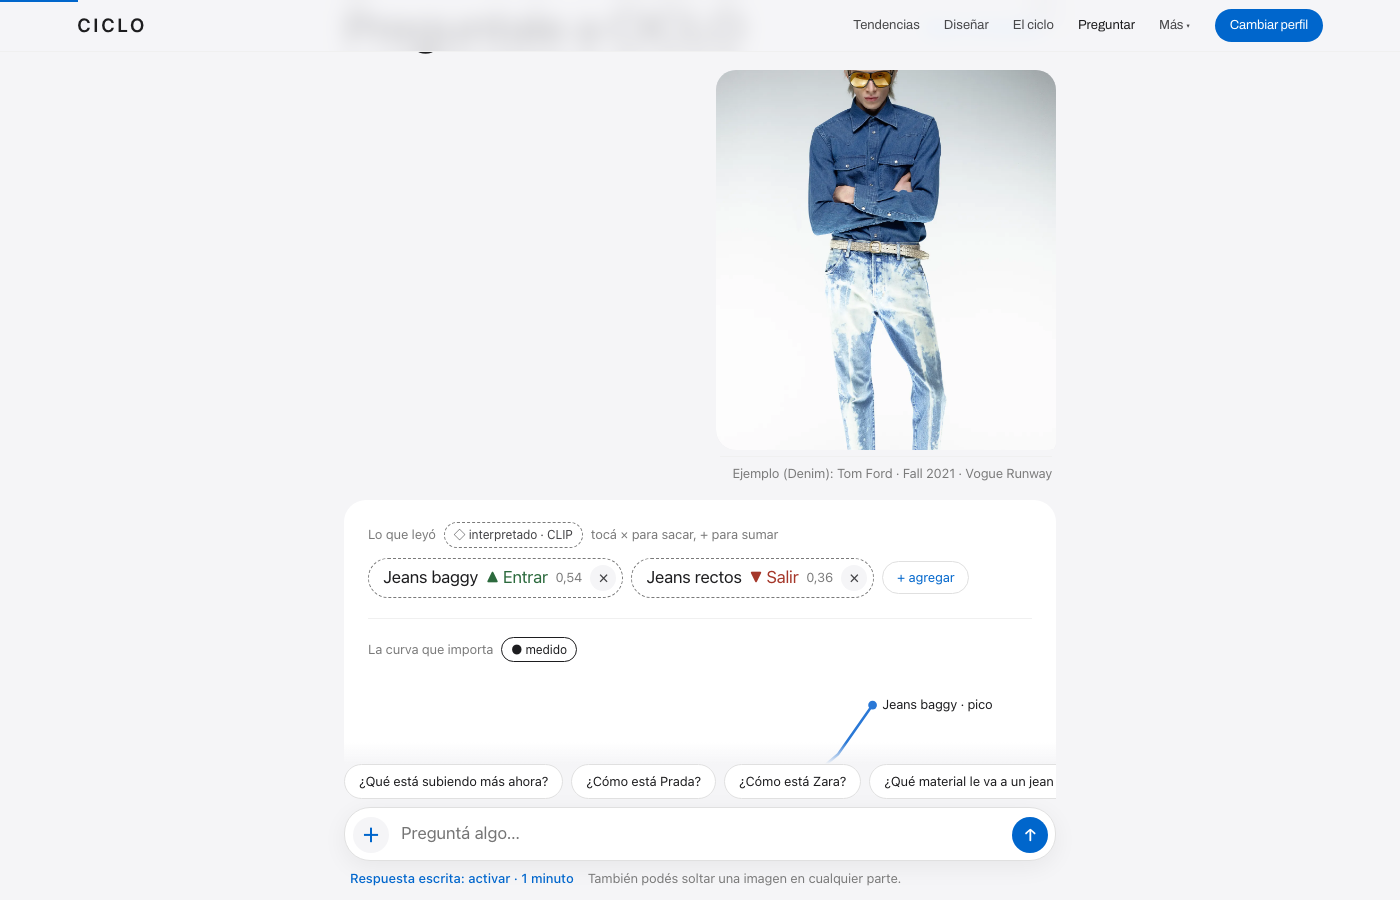 CICLO
Tendencias
Diseñar
El ciclo
Preguntar
Más
Cambiar perfil
Ejemplo (Denim): Tom Ford · Fall 2021 · Vogue Runway
Lo que leyó ◇ interpretado · CLIP tocá × para sacar, + para sumar
Jeans baggy ▲ Entrar 0,54 ×
Jeans rectos ▼ Salir 0,36 ×
+ agregar
La curva que importa ● medido
Jeans baggy · pico
¿Qué está subiendo más ahora?
¿Cómo está Prada?
¿Cómo está Zara?
¿Qué material le va a un jean
Preguntá algo...
Respuesta escrita: activar · 1 minuto
También podés soltar una imagen en cualquier parte.